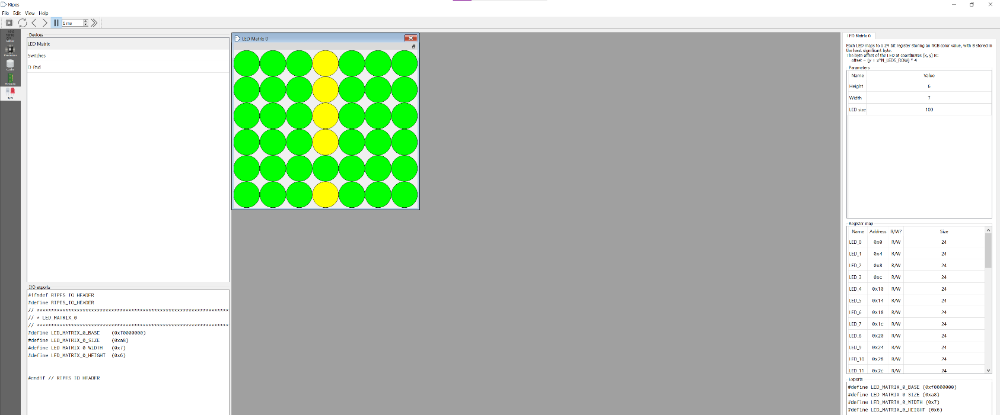 Ripes
File Edit View Help
1 ms
Editor
Processor
Cache
Memory
I/O
Devices
LED Matrix
Switches
D-Pad
I/O exports
#ifndef RIPES_IO_HEADER
#define RIPES_IO_HEADER
// *******************************************************************
// * LED_MATRIX_0
// *******************************************************************
#define LED_MATRIX_0_BASE (0xf0000000)
#define LED_MATRIX_0_SIZE (0xa8)
#define LED_MATRIX_0_WIDTH (0x7)
#define LED_MATRIX_0_HEIGHT (0x6)
#endif // RIPES_IO_HEADER
LED Matrix 0
LED Matrix 0
Each LED maps to a 24 bit register storing an RGB color value, with B stored in
the least significant byte.
The byte offset of the LED at coordinates (x, y) is:
offset = (y + x*N_LEDS_ROW) * 4
Parameters
Name Value
Height 6
Width 7
LED size 100
Register map
Name Address R/W? Size
LED_0 0x0 R/W 24
LED_1 0x4 R/W 24
LED_2 0x8 R/W 24
LED_3 0xc R/W 24
LED_4 0x10 R/W 24
LED_5 0x14 R/W 24
LED_6 0x18 R/W 24
LED_7 0x1c R/W 24
LED_8 0x20 R/W 24
LED_9 0x24 R/W 24
LED_10 0x28 R/W 24
LED_11 0x2c R/W 24
Exports
#define LED_MATRIX_0_BASE (0xf0000000)
#define LED_MATRIX_0_SIZE (0xa8)
#define LED_MATRIX_0_WIDTH (0x7)
#define LED_MATRIX_0_HEIGHT (0x6)